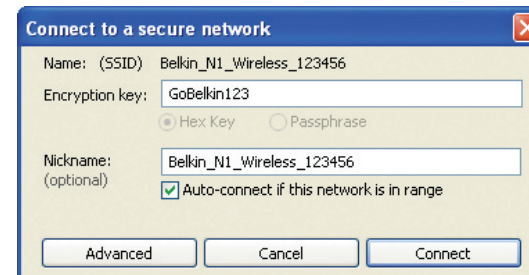 Connect to a secure network
Name: (SSID) Belkin_N1_Wireless_123456
Encryption key: GoBelkin123
Hex Key Passphrase
Nickname: Belkin_N1_Wireless_123456
(optional)
Auto-connect if this network is in range
Advanced Cancel Connect